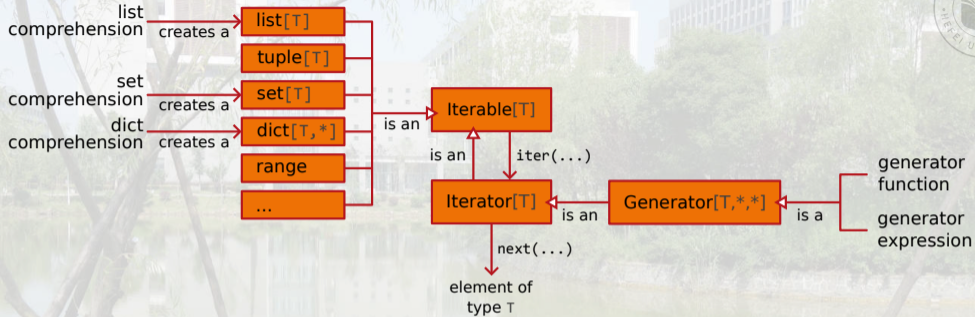 list
comprehension
creates a
list[T]
tuple[T]
set
comprehension
creates a
set[T]
dict
comprehension
creates a
dict[T,*]
range
...
is an
Iterable[T]
is an
iter(...)
Iterator[T]
is an
Generator[T,*,*]
is a
generator
function
generator
expression
next(...)
element of
type T